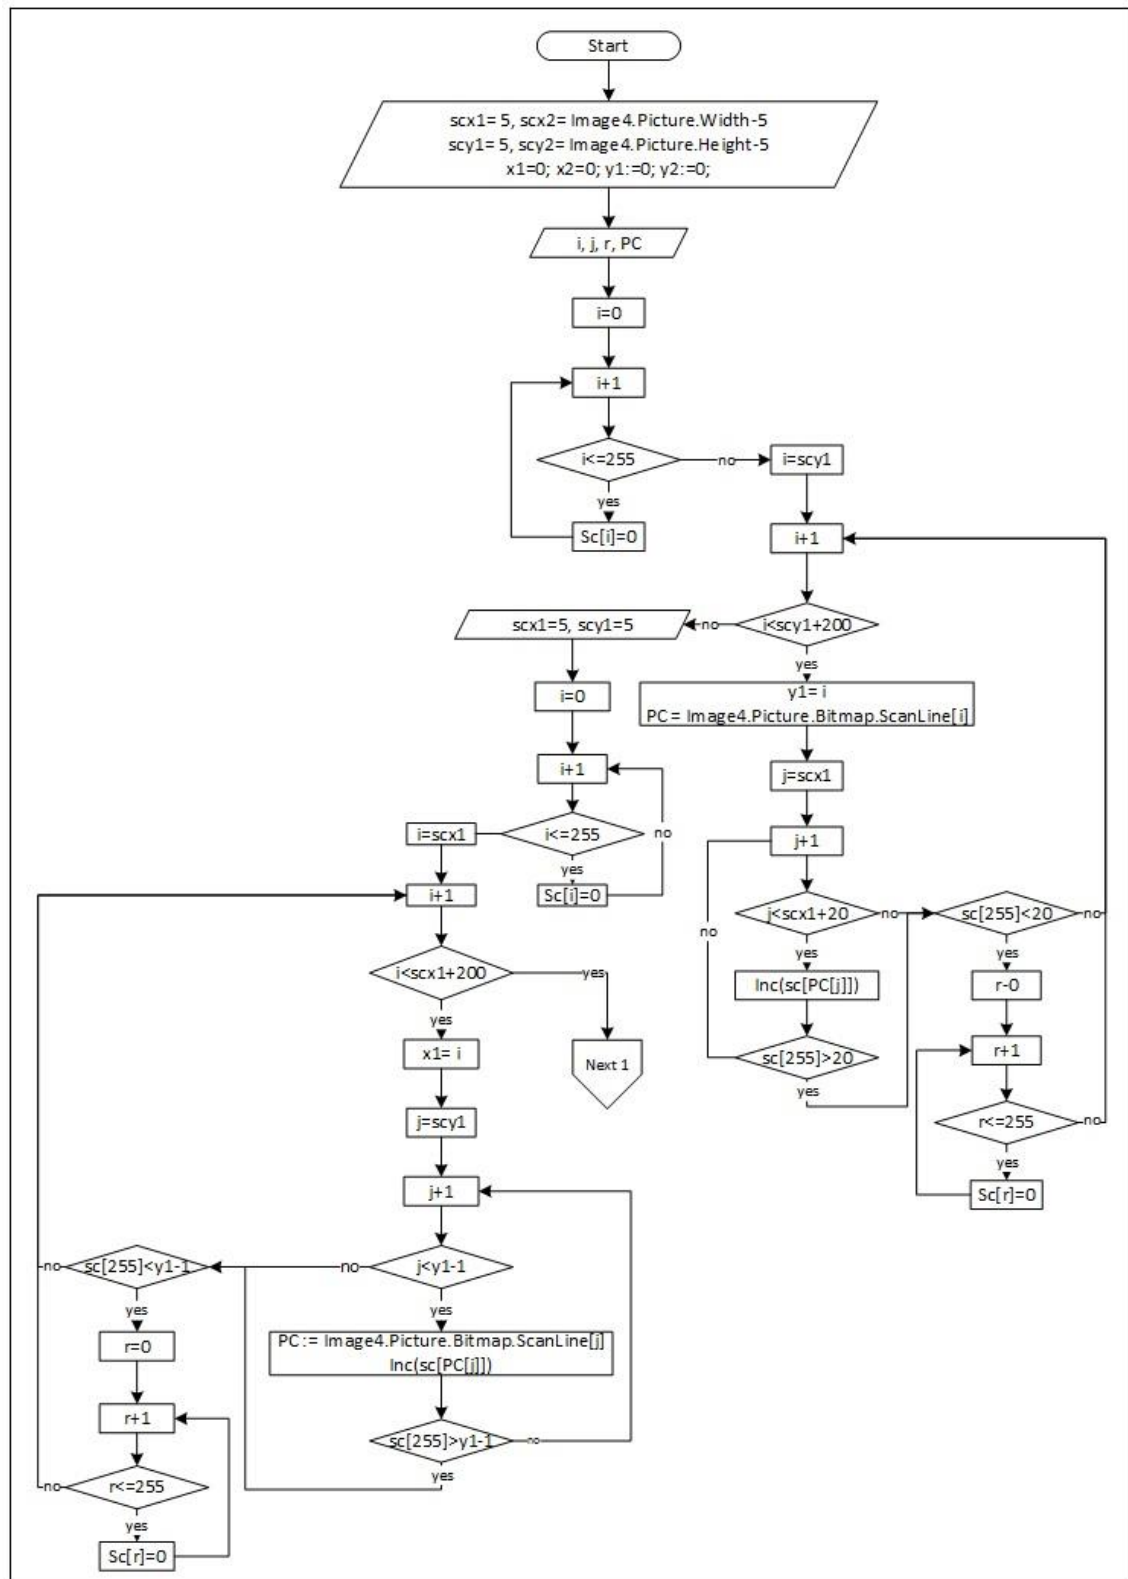 Start
scx1= 5, scx2= Image4.Picture.Width-5
scy1= 5, scy2= Image4.Picture.Height-5
x1=0; x2=0; y1:=0; y2:=0;
i, j, r, PC
i=0
i+1
i<=255
no
i=scy1
yes
Sc[i]=0
i+1
scx1=5, scy1=5
no
i<scy1+200
yes
i=0
y1= i
PC= Image4.Picture.Bitmap.ScanLine[i]
i+1
j=scx1
i=scx1
i<=255
no
j+1
yes
i+1
Sc[i]=0
j<scx1+20
no
sc[255]<20
no
no
yes
yes
i<scx1+200
yes
Inc(sc[PC[j]])
r-0
yes
x1= i
Next 1
sc[255]>20
r+1
yes
j=scy1
r<=255
no
yes
j+1
Sc[r]=0
no
sc[255]<y1-1
no
j<y1-1
yes
yes
r=0
PC := Image4.Picture.Bitmap.ScanLine[j]
Inc(sc[PC[j]])
r+1
sc[255]>y1-1
no
yes
no
r<=255
yes
Sc[r]=0